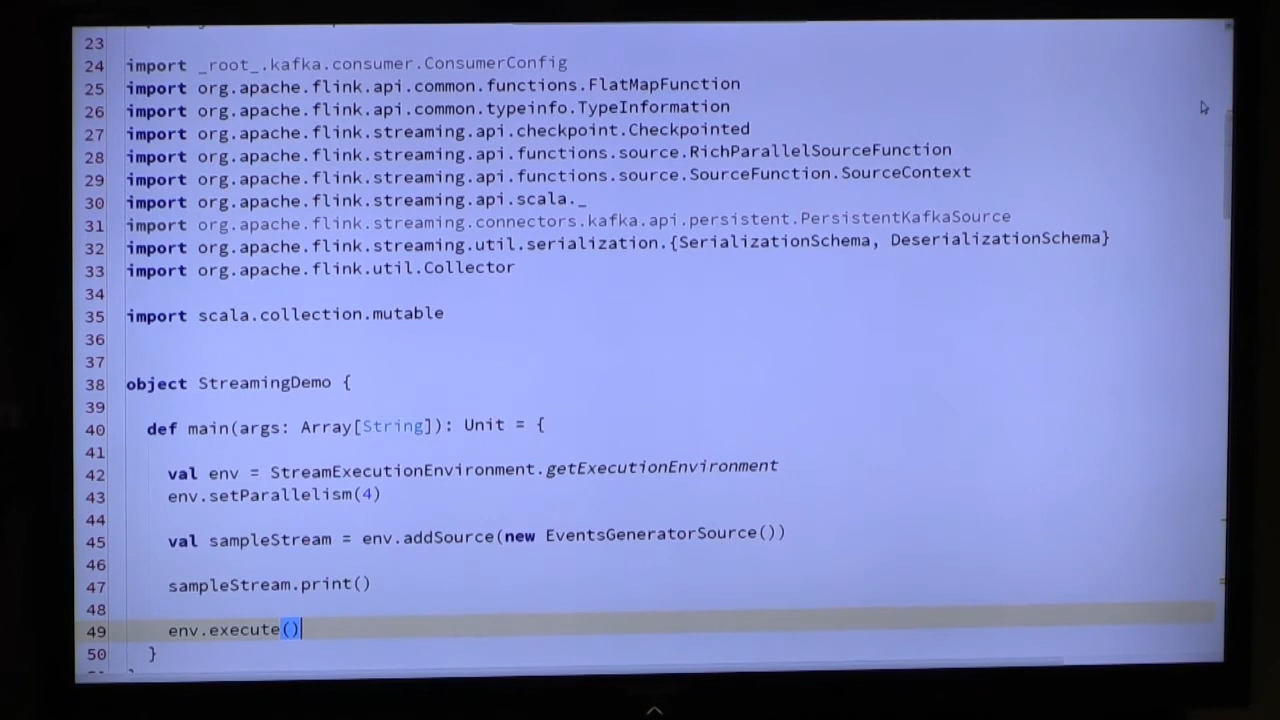 23
24 import _root_.kafka.consumer.ConsumerConfig
25 import org.apache.flink.api.common.functions.FlatMapFunction
26 import org.apache.flink.api.common.typeinfo.TypeInformation
27 import org.apache.flink.streaming.api.checkpoint.Checkpointed
28 import org.apache.flink.streaming.api.functions.source.RichParallelSourceFunction
29 import org.apache.flink.streaming.api.functions.source.SourceFunction.SourceContext
30 import org.apache.flink.streaming.api.scala._
31 import org.apache.flink.streaming.connectors.kafka.api.persistent.PersistentKafkaSource
32 import org.apache.flink.streaming.util.serialization.{SerializationSchema, DeserializationSchema}
33 import org.apache.flink.util.Collector
34
35 import scala.collection.mutable
36
37
38 object StreamingDemo {
39
40 def main(args: Array[String]): Unit = {
41
42 val env = StreamExecutionEnvironment.getExecutionEnvironment
43 env.setParallelism(4)
44
45 val sampleStream = env.addSource(new EventsGeneratorSource())
46
47 sampleStream.print()
48
49 env.execute()
50 }